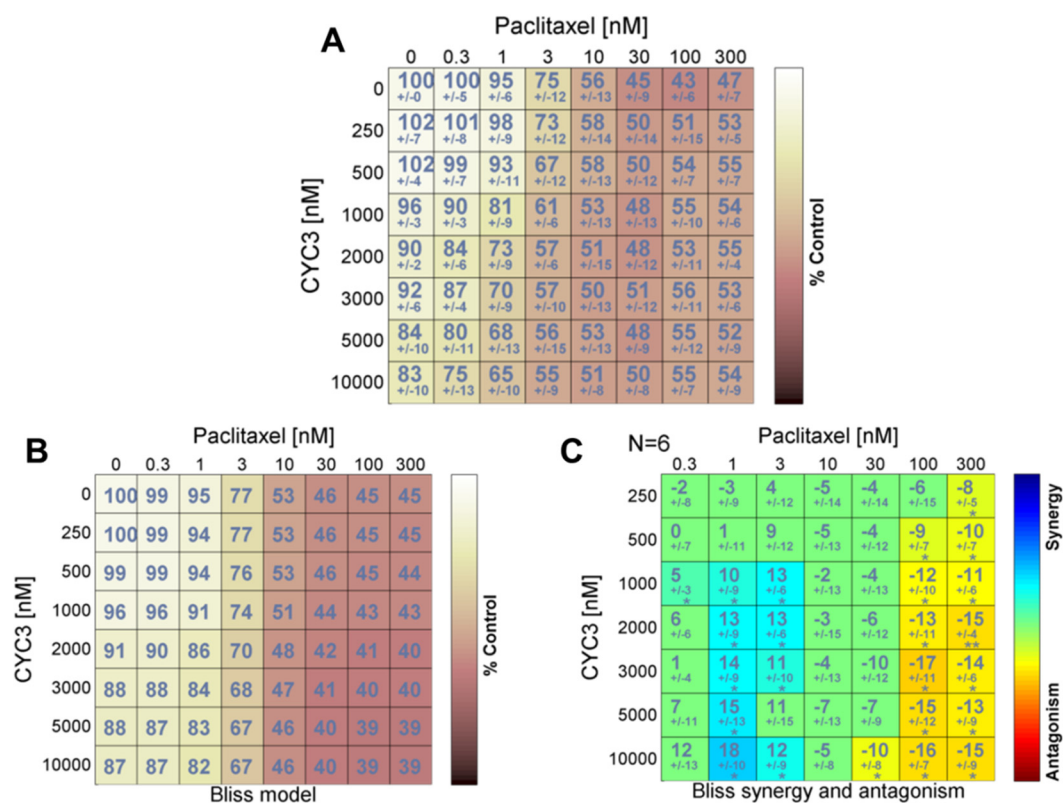 A
Paclitaxel [nM]
0 0.3 1 3 10 30 100 300
0 100 100 95 75 56 45 43 47
+/-0 +/-5 +/-6 +/-12 +/-13 +/-9 +/-6 +/-7
250 102 101 98 73 58 50 51 53
+/-7 +/-8 +/-9 +/-12 +/-14 +/-14 +/-15 +/-5
500 102 99 93 67 58 50 54 55
+/-4 +/-7 +/-11 +/-12 +/-13 +/-12 +/-7 +/-7
1000 96 90 81 61 53 48 55 54
+/-3 +/-3 +/-9 +/-6 +/-13 +/-13 +/-10 +/-6
2000 90 84 73 57 51 48 53 55
+/-2 +/-6 +/-9 +/-6 +/-15 +/-12 +/-11 +/-4
3000 92 87 70 57 50 51 56 53
+/-6 +/-4 +/-9 +/-10 +/-13 +/-12 +/-11 +/-6
5000 84 80 68 56 53 48 55 52
+/-10 +/-11 +/-13 +/-15 +/-13 +/-9 +/-12 +/-9
10000 83 75 65 55 51 50 55 54
+/-10 +/-13 +/-10 +/-9 +/-8 +/-8 +/-7 +/-9
CYC3 [nM]
% Control
B
Paclitaxel [nM]
0 0.3 1 3 10 30 100 300
0 100 99 95 77 53 46 45 45
250 100 99 94 77 53 46 45 45
500 99 99 94 76 53 46 45 44
1000 96 96 91 74 51 44 43 43
2000 91 90 86 70 48 42 41 40
3000 88 88 84 68 47 41 40 40
5000 88 87 83 67 46 40 39 39
10000 87 87 82 67 46 40 39 39
CYC3 [nM]
% Control
Bliss model
C
N=6
Paclitaxel [nM]
0.3 1 3 10 30 100 300
250 -2 -3 4 -5 -4 -6 -8
+/-8 +/-9 +/-12 +/-14 +/-14 +/-15 +/-5
*
500 0 1 9 -5 -4 -9 -10
+/-7 +/-11 +/-12 +/-13 +/-12 +/-7 +/-7
* *
1000 5 10 13 -2 -4 -12 -11
+/-3 +/-9 +/-6 +/-13 +/-13 +/-10 +/-6
* * * * *
2000 6 13 13 -3 -6 -13 -15
+/-6 +/-9 +/-6 +/-15 +/-12 +/-11 +/-4
* * * **
3000 1 14 11 -4 -10 -17 -14
+/-4 +/-9 +/-10 +/-13 +/-12 +/-11 +/-6
* * * *
5000 7 15 11 -7 -7 -15 -13
+/-11 +/-13 +/-15 +/-13 +/-9 +/-12 +/-9
* * *
10000 12 18 12 -5 -10 -16 -15
+/-13 +/-10 +/-9 +/-8 +/-8 +/-7 +/-9
* * * * *
CYC3 [nM]
Synergy
Antagonism
Bliss synergy and antagonism